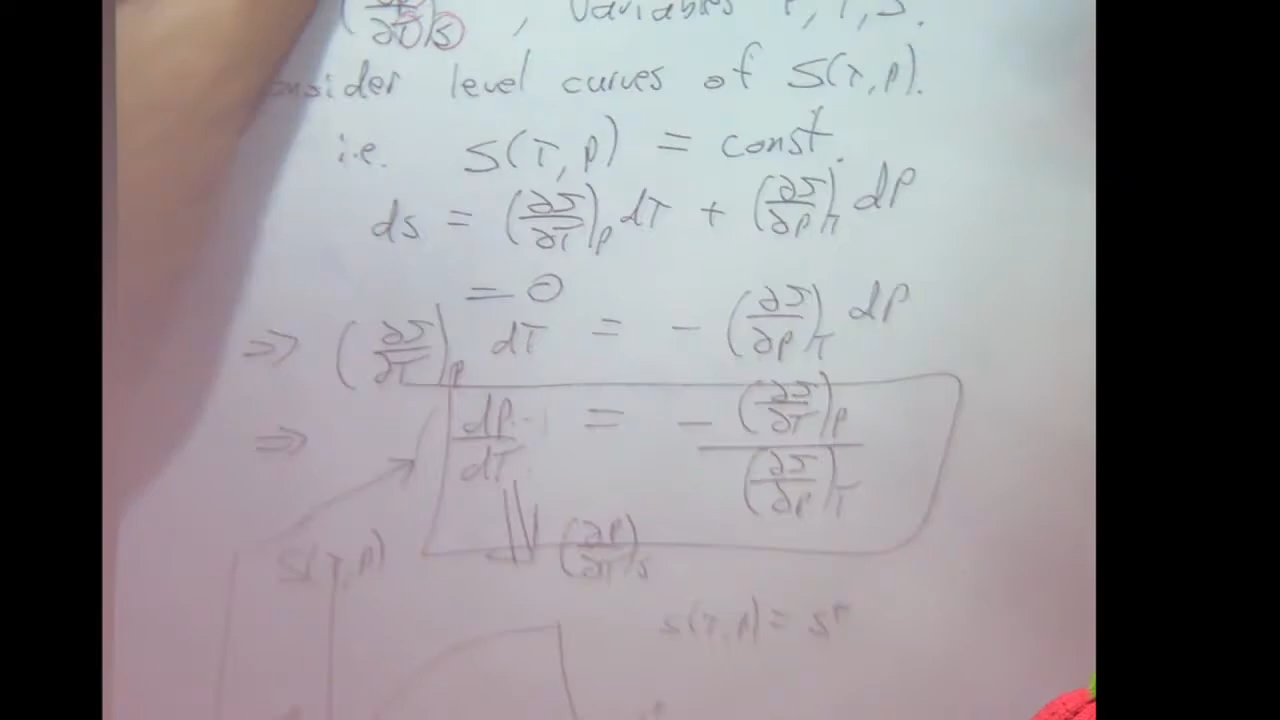 (∂P/∂T)_S , Variables P, T, S.
consider level curves of S(T, P).
i.e. S(T, P) = const.
ds = (∂S/∂T)_P dT + (∂S/∂P)_T dP
= 0
⇒ (∂S/∂T)_P dT = - (∂S/∂P)_T dP
⇒ dP/dT = - (∂S/∂T)_P / (∂S/∂P)_T
S(T, P) || (∂P/∂T)_S
S(T, P) =